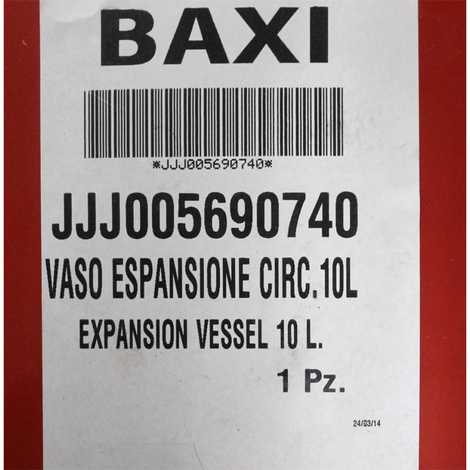 BAXI
*JJJ005690740*
JJJ005690740
VASO ESPANSIONE CIRC.10L
EXPANSION VESSEL 10 L.
1 Pz.
24/03/14